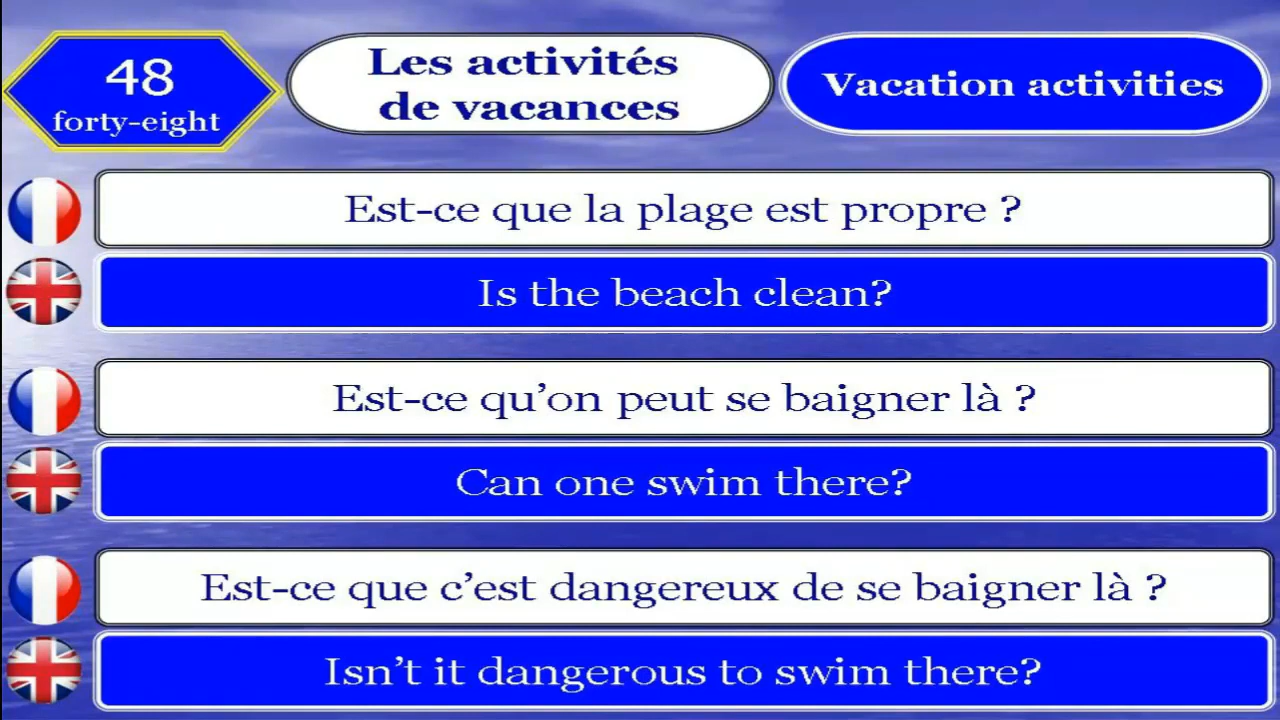 48
forty-eight
Les activités
de vacances
Vacation activities
Est-ce que la plage est propre ?
Is the beach clean?
Est-ce qu’on peut se baigner là ?
Can one swim there?
Est-ce que c’est dangereux de se baigner là ?
Isn’t it dangerous to swim there?